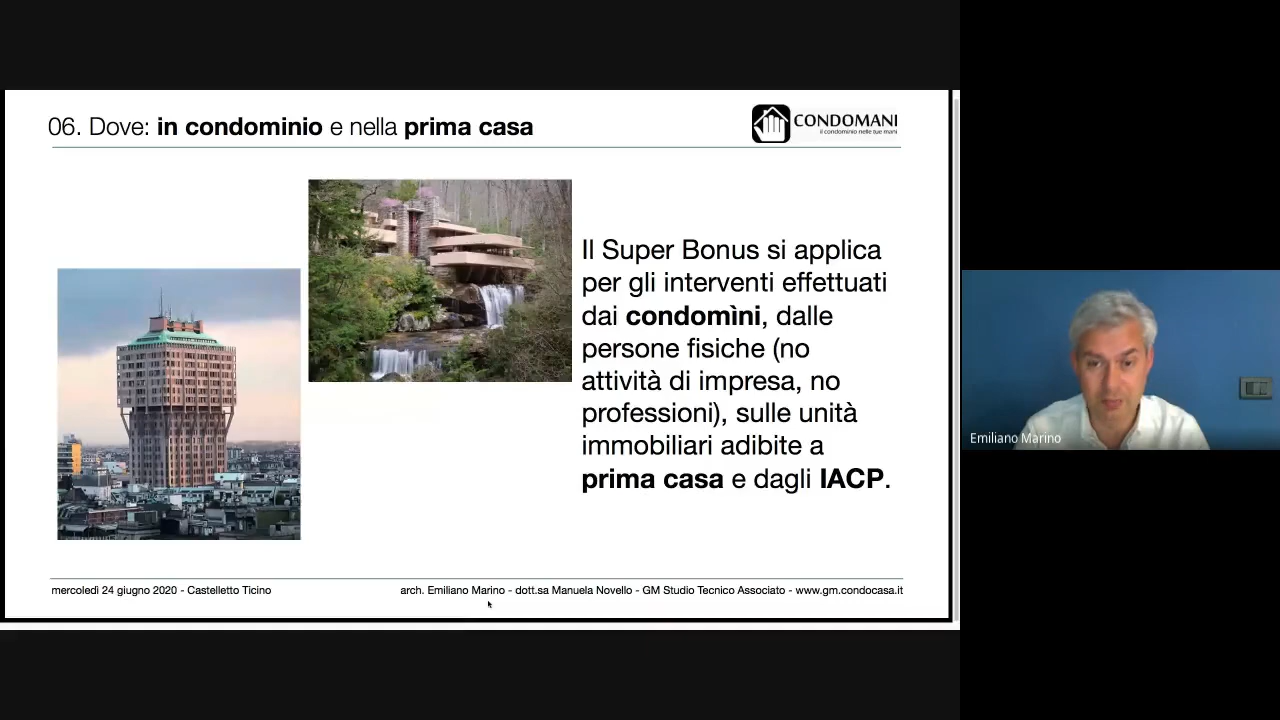 06. Dove: in condominio e nella prima casa
CONDOMANI
il condominio nelle tue mani
Il Super Bonus si applica
per gli interventi effettuati
dai condomìni, dalle
persone fisiche (no
attività di impresa, no
professioni), sulle unità
immobiliari adibite a
prima casa e dagli IACP.
mercoledì 24 giugno 2020 - Castelletto Ticino
arch. Emiliano Marino - dott.sa Manuela Novello - GM Studio Tecnico Associato - www.gm.condocasa.it
Emiliano Marino